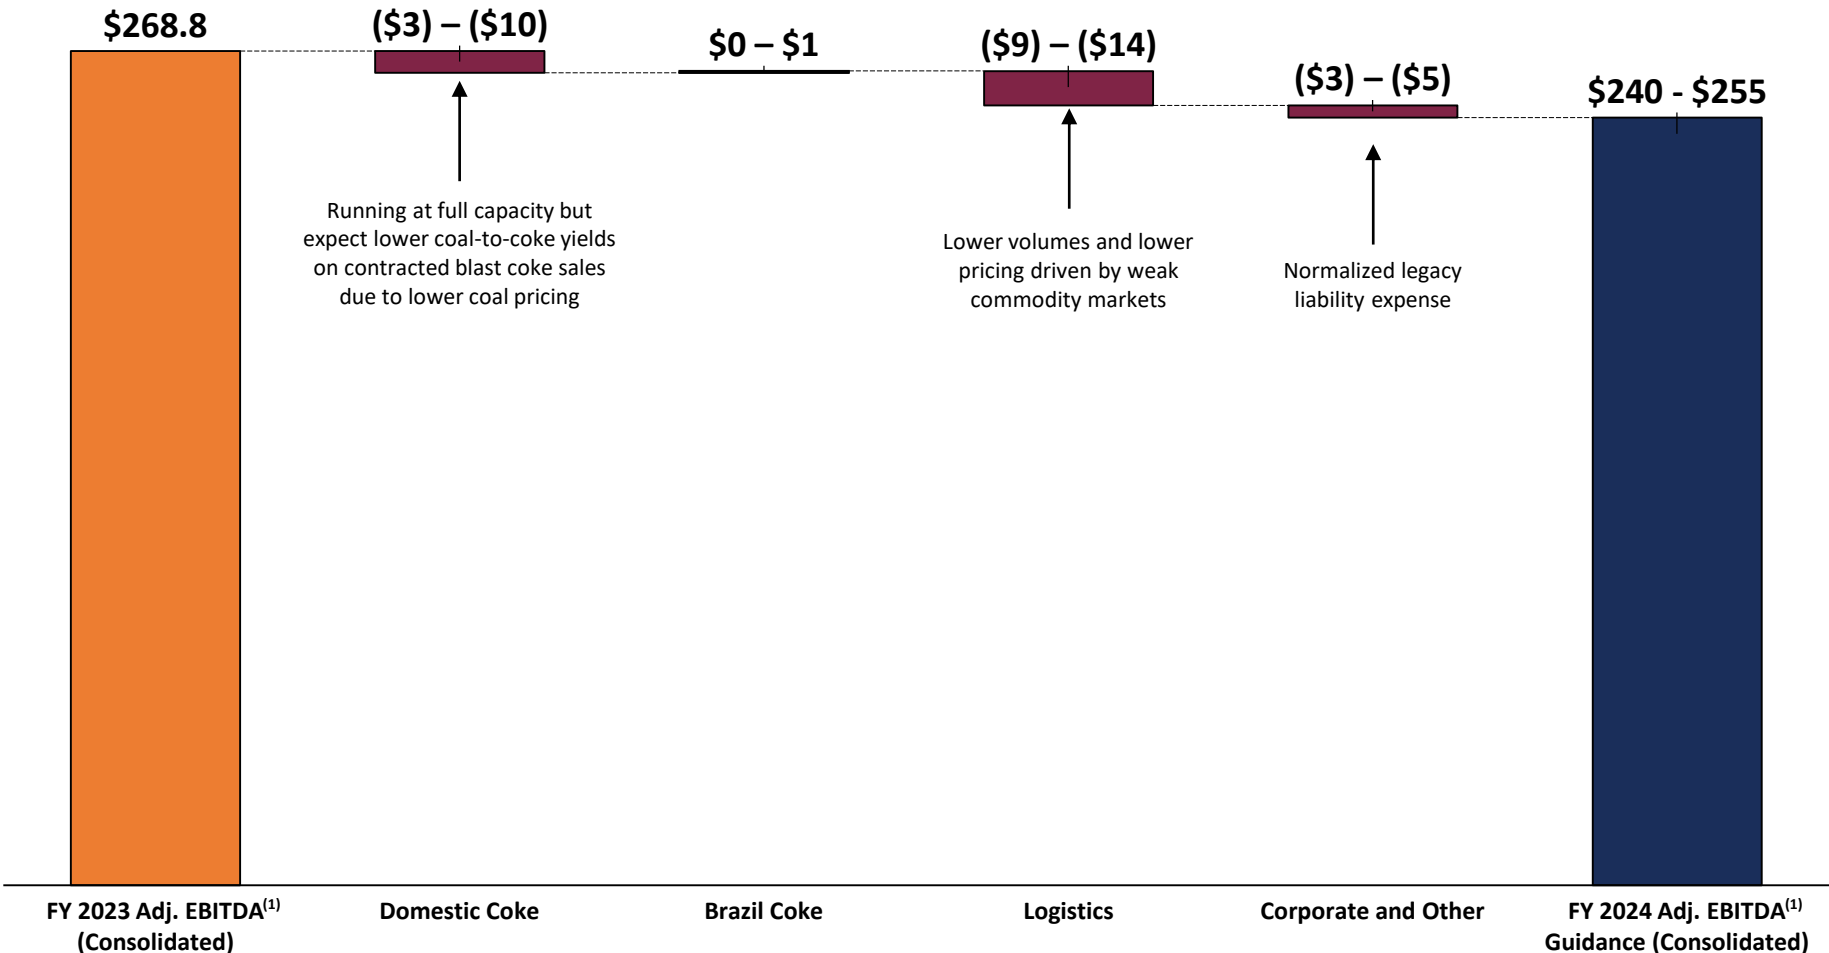 $268.8
($3) – ($10)
$0 – $1
($9) – ($14)
($3) – ($5)
$240 - $255
Running at full capacity but
expect lower coal-to-coke yields
on contracted blast coke sales
due to lower coal pricing
Lower volumes and lower
pricing driven by weak
commodity markets
Normalized legacy
liability expense
FY 2023 Adj. EBITDA(1)
(Consolidated)
Domestic Coke
Brazil Coke
Logistics
Corporate and Other
FY 2024 Adj. EBITDA(1)
Guidance (Consolidated)